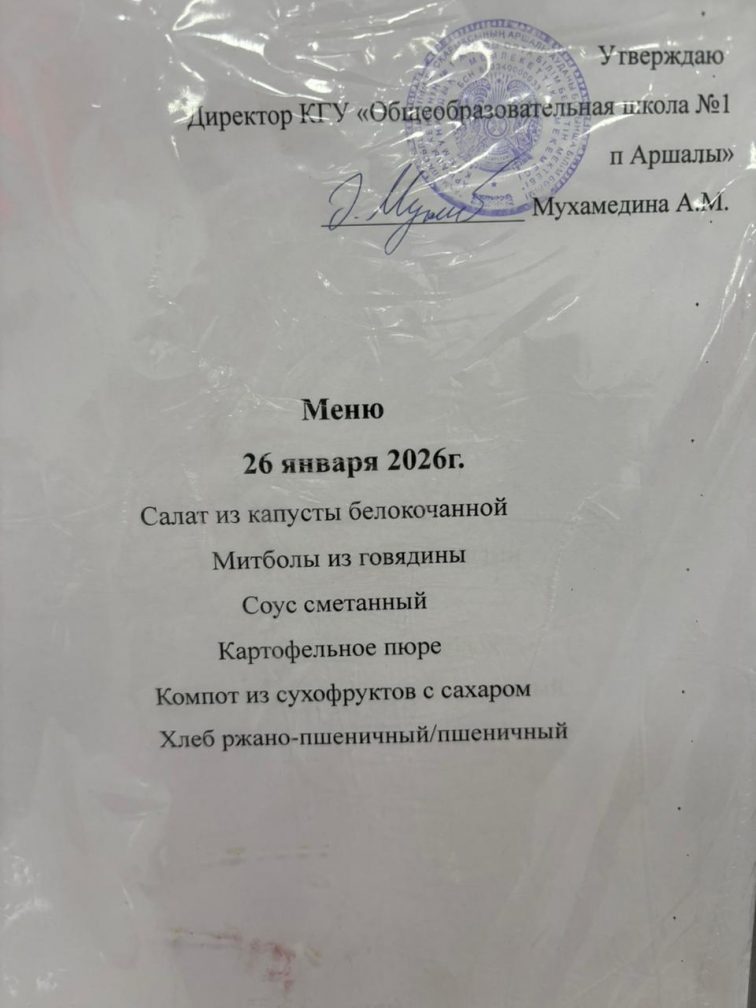 Утверждаю
Директор КГУ «Общеобразовательная школа №1
п Аршалы»
Мухамедина А.М.
Меню
26 января 2026г.
Салат из капусты белокочанной
Митболы из говядины
Соус сметанный
Картофельное пюре
Компот из сухофруктов с сахаром
Хлеб ржано-пшеничный/пшеничный